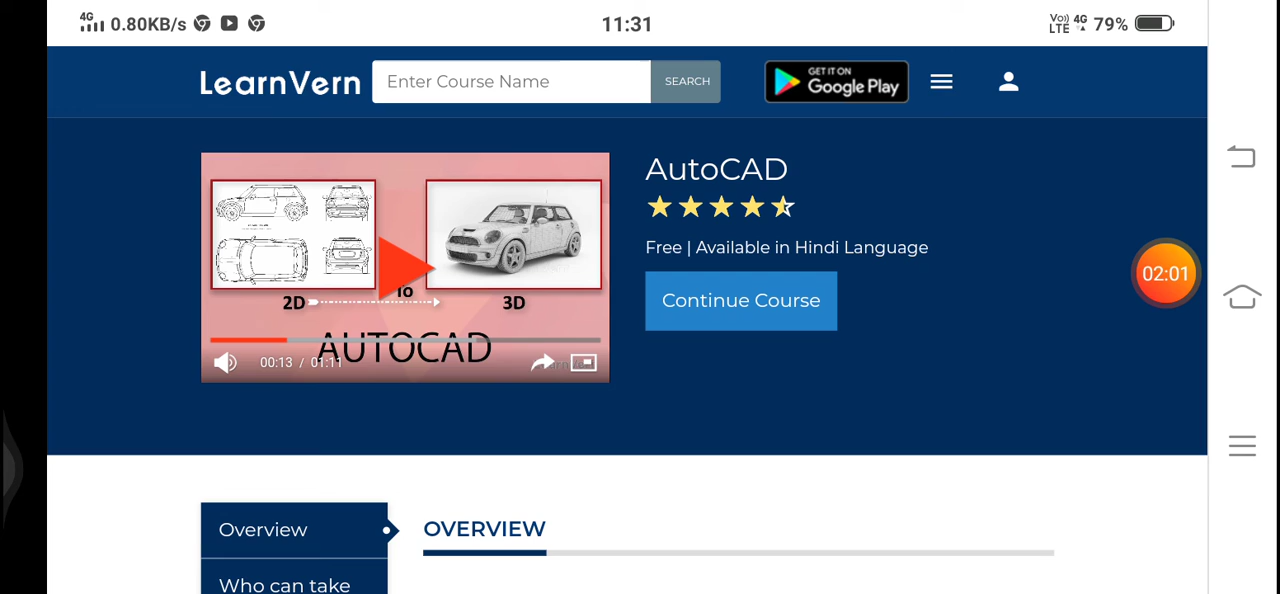 4G 0.80KB/s 11:31 Vo)) LTE 4G 79%
LearnVern Enter Course Name SEARCH GET IT ON Google Play
AutoCAD
Free | Available in Hindi Language
Continue Course
02:01
2D To 3D
AUTOCAD
00:13 / 01:11
Overview
Who can take
OVERVIEW